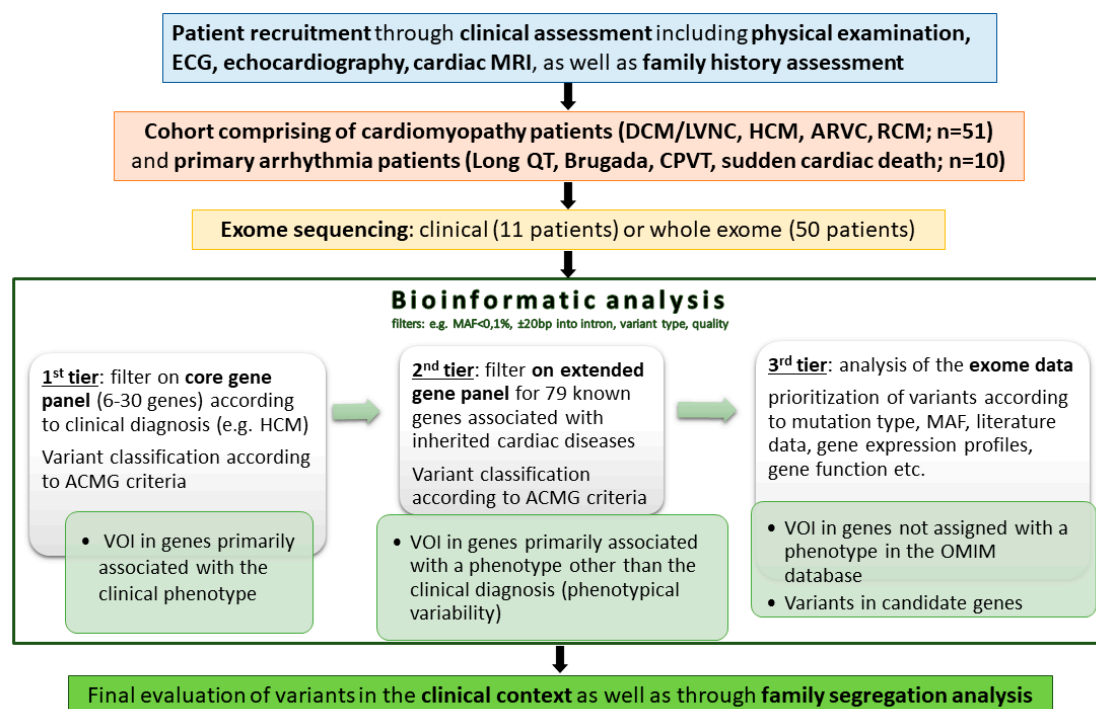 Patient recruitment through clinical assessment including physical examination,
ECG, echocardiography, cardiac MRI, as well as family history assessment
Cohort comprising of cardiomyopathy patients (DCM/LVNC, HCM, ARVC, RCM; n=51)
and primary arrhythmia patients (Long QT, Brugada, CPVT, sudden cardiac death; n=10)
Exome sequencing: clinical (11 patients) or whole exome (50 patients)
Bioinformatic analysis
filters: e.g. MAF<0,1%, ±20bp into intron, variant type, quality
1st tier: filter on core gene
panel (6-30 genes) according
to clinical diagnosis (e.g. HCM)
Variant classification according
to ACMG criteria
• VOI in genes primarily
associated with the
clinical phenotype
2nd tier: filter on extended
gene panel for 79 known
genes associated with
inherited cardiac diseases
Variant classification
according to ACMG criteria
• VOI in genes primarily associated
with a phenotype other than the
clinical diagnosis (phenotypical
variability)
3rd tier: analysis of the exome data
prioritization of variants according to
mutation type, MAF, literature
data, gene expression profiles,
gene function etc.
• VOI in genes not assigned with a
phenotype in the OMIM
database
• Variants in candidate genes
Final evaluation of variants in the clinical context as well as through family segregation analysis